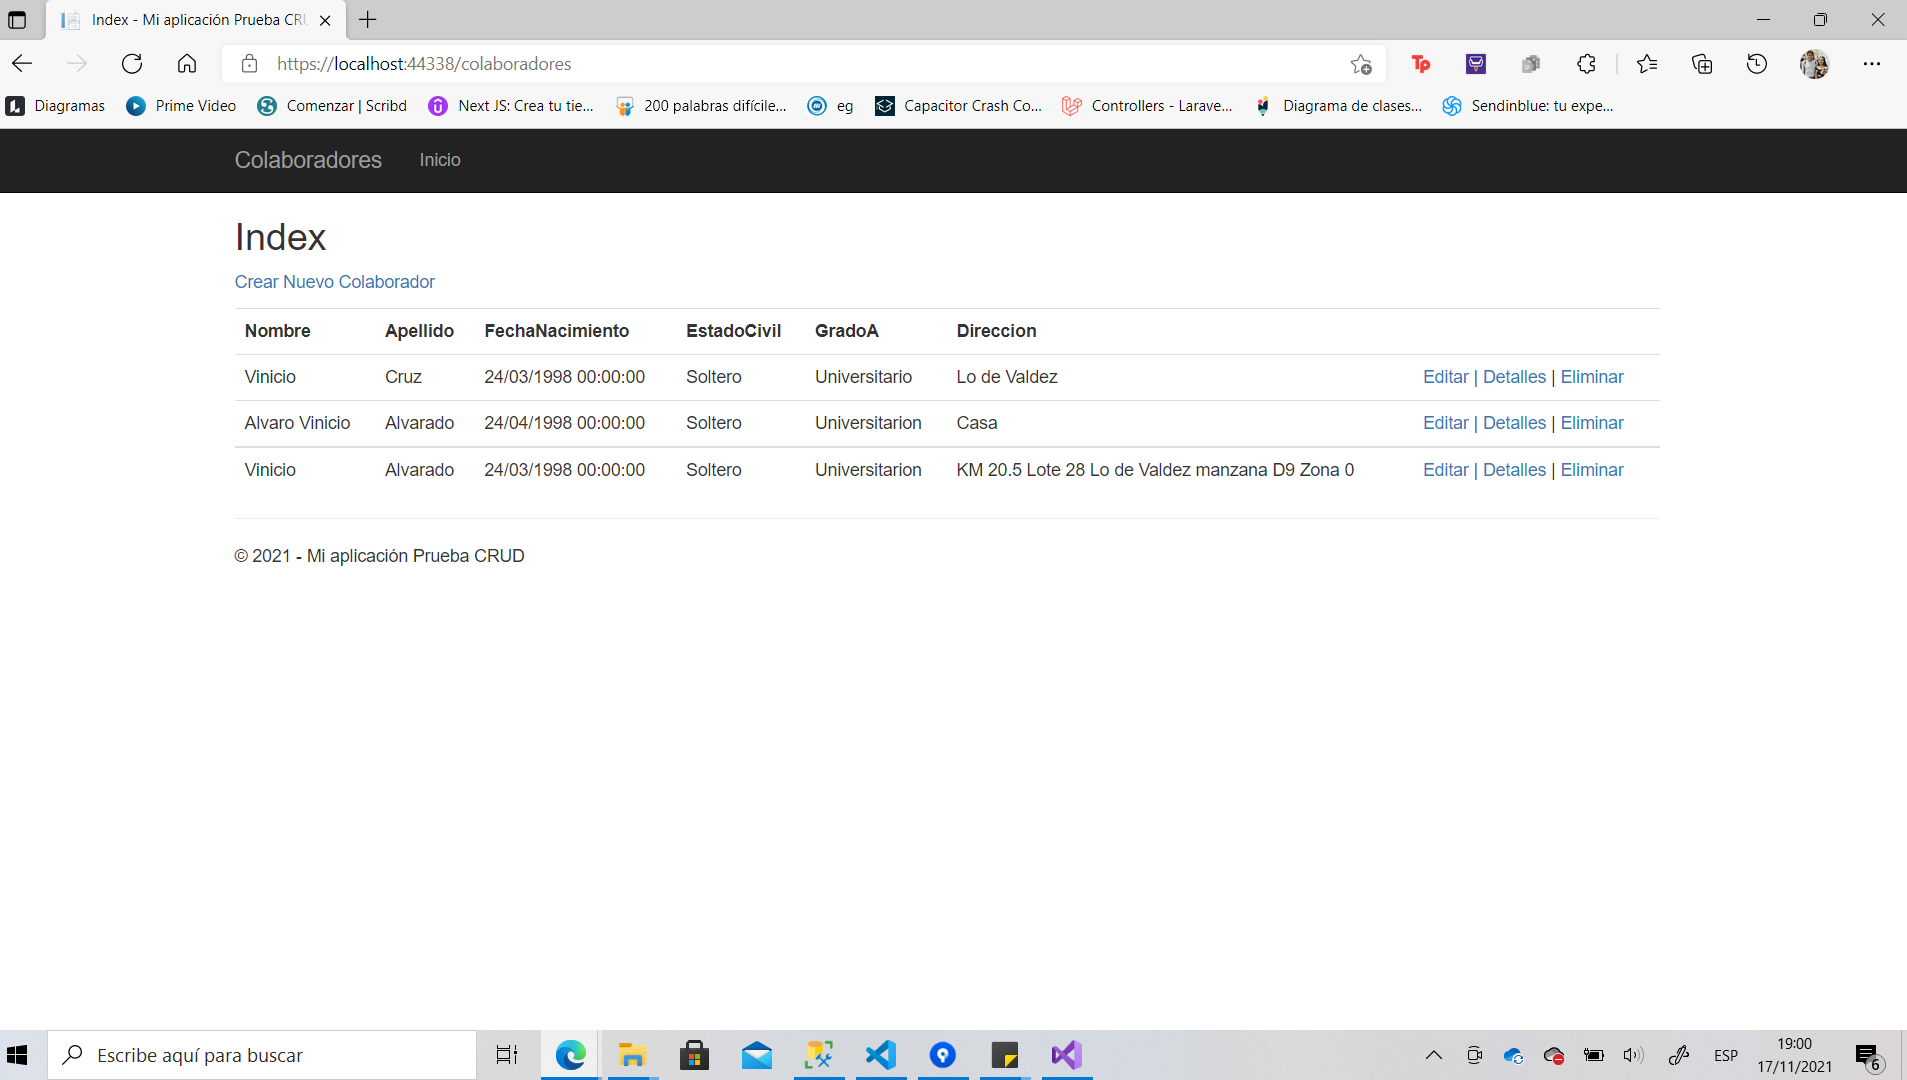 Index - Mi aplicación Prueba CRU
https://localhost:44338/colaboradores
Tp
Diagramas Prime Video Comenzar | Scribd Next JS: Crea tu tie... 200 palabras difícile... eg Capacitor Crash Co... Controllers - Larave... Diagrama de clases... Sendinblue: tu expe...
Colaboradores Inicio
Index
Crear Nuevo Colaborador
Nombre Apellido FechaNacimiento EstadoCivil GradoA Direccion
Vinicio Cruz 24/03/1998 00:00:00 Soltero Universitario Lo de Valdez Editar | Detalles | Eliminar
Alvaro Vinicio Alvarado 24/04/1998 00:00:00 Soltero Universitarion Casa Editar | Detalles | Eliminar
Vinicio Alvarado 24/03/1998 00:00:00 Soltero Universitarion KM 20.5 Lote 28 Lo de Valdez manzana D9 Zona 0 Editar | Detalles | Eliminar
© 2021 - Mi aplicación Prueba CRUD
Escribe aquí para buscar
ESP
19:00
17/11/2021
6